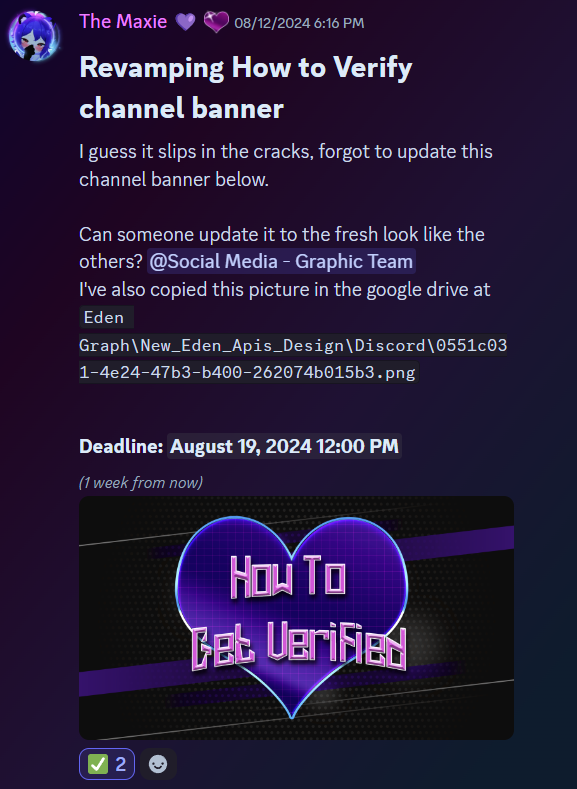 The Maxie 08/12/2024 6:16 PM
Revamping How to Verify
channel banner
I guess it slips in the cracks, forgot to update this
channel banner below.
Can someone update it to the fresh look like the
others? @Social Media - Graphic Team
I've also copied this picture in the google drive at
Eden
Graph\New_Eden_Apis_Design\Discord\0551c03
1-4e24-47b3-b400-262074b015b3.png
Deadline: August 19, 2024 12:00 PM
(1 week from now)
How To
Get Verified
2